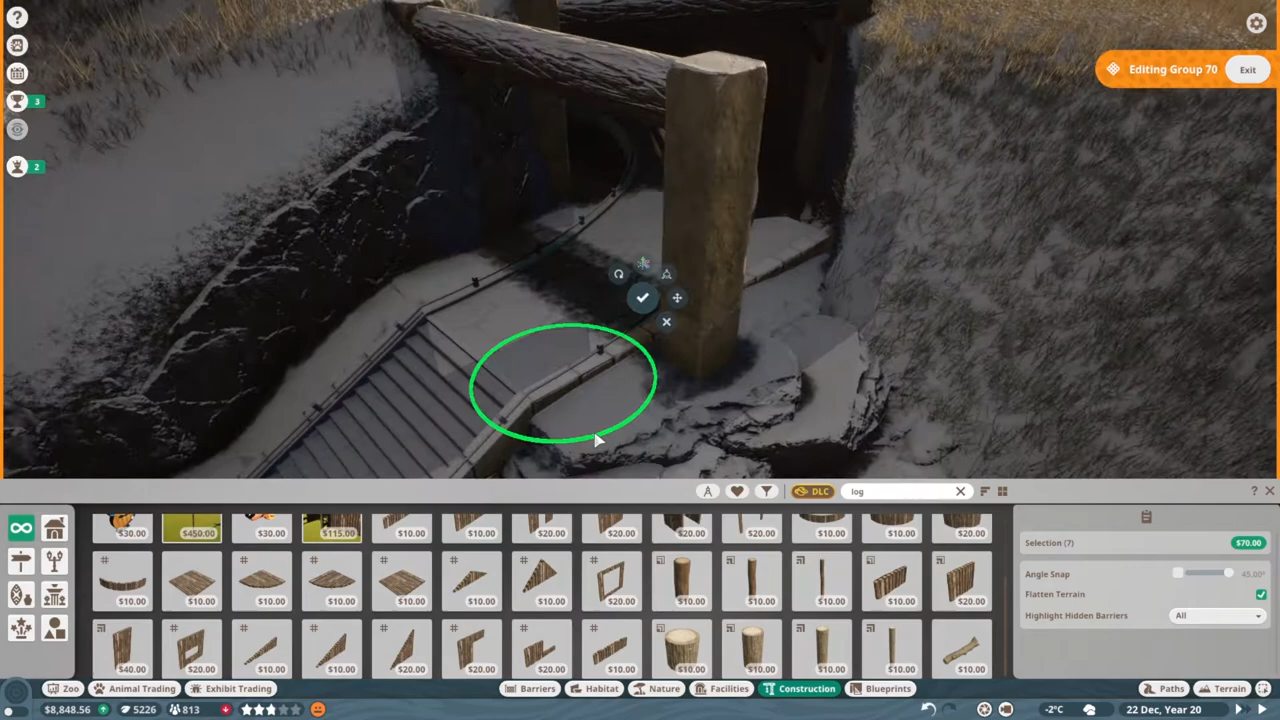 ?
Editing Group 70
Exit
3
2
DLC
log
?
$30.00
$450.00
$30.00
$115.00
$10.00
$10.00
$10.00
$10.00
$10.00
$20.00
$10.00
$10.00
$10.00
$10.00
$10.00
$10.00
$10.00
$10.00
$10.00
$10.00
$20.00
$10.00
$10.00
$10.00
$10.00
$20.00
$40.00
$20.00
$10.00
$10.00
$20.00
$20.00
$20.00
$10.00
$10.00
$10.00
$10.00
$10.00
$10.00
Selection (7)
$70.00
Angle Snap
45.00°
Flatten Terrain
Highlight Hidden Barriers
All
Zoo
Animal Trading
Exhibit Trading
Barriers
Habitat
Nature
Facilities
Construction
Blueprints
Paths
Terrain
$8,848.56
5226
813
-2°C
22 Dec, Year 20